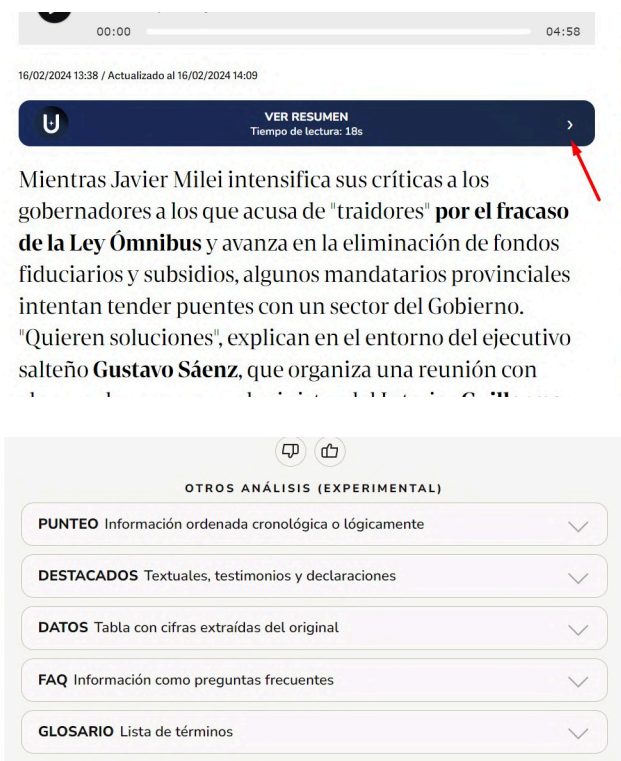 00:00 04:58
16/02/2024 13:38 / Actualizado al 16/02/2024 14:09
U
VER RESUMEN
Tiempo de lectura: 18s
Mientras Javier Milei intensifica sus críticas a los
gobernadores a los que acusa de "traidores" por el fracaso
de la Ley Ómnibus y avanza en la eliminación de fondos
fiduciarios y subsidios, algunos mandatarios provinciales
intentan tender puentes con un sector del Gobierno.
"Quieren soluciones", explican en el entorno del ejecutivo
salteño Gustavo Sáenz, que organiza una reunión con
OTROS ANÁLISIS (EXPERIMENTAL)
PUNTEO Información ordenada cronológica o lógicamente
DESTACADOS Textuales, testimonios y declaraciones
DATOS Tabla con cifras extraídas del original
FAQ Información como preguntas frecuentes
GLOSARIO Lista de términos